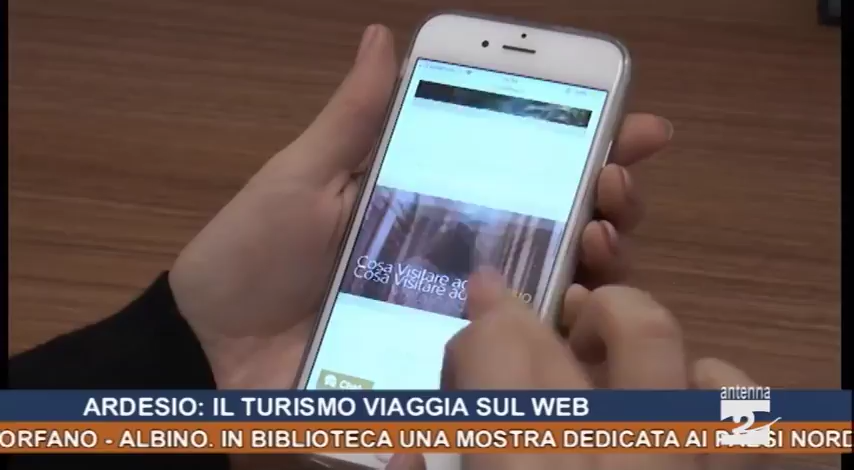 Cosa Visitare ad
Cosa Visitare ad
ARDESIO: IL TURISMO VIAGGIA SUL WEB
antenna
2
ORFANO - ALBINO. IN BIBLIOTECA UNA MOSTRA DEDICATA AI PAESI NORD